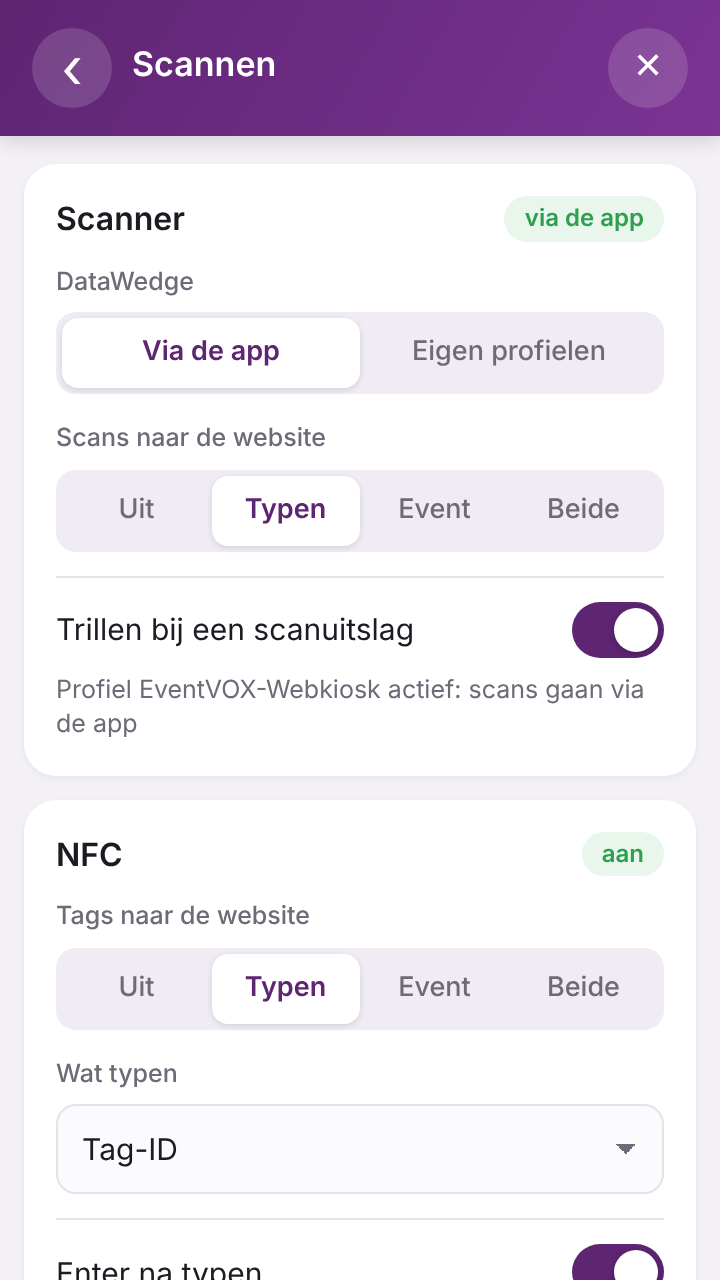 Scannen
Scanner
via de app
DataWedge
Via de app
Eigen profielen
Scans naar de website
Uit
Typen
Event
Beide
Trillen bij een scanuitslag
Profiel EventVOX-Webkiosk actief: scans gaan via
de app
NFC
aan
Tags naar de website
Uit
Typen
Event
Beide
Wat typen
Tag-ID
Enter na typen